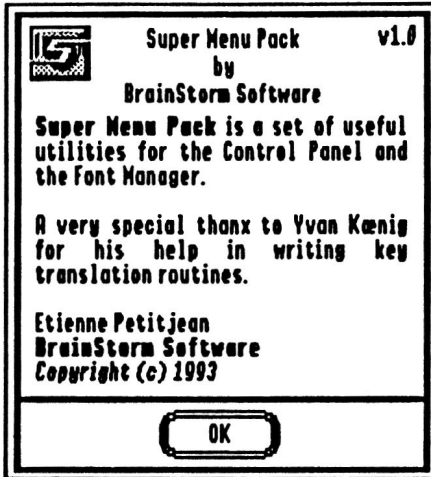 Super Menu Pack v1.0
by
BrainStorm Software
Super Menu Pack is a set of useful
utilities for the Control Panel and
the Font Manager.
A very special thanx to Yvan Kœnig
for his help in writing key
translation routines.
Etienne Petitjean
BrainStorm Software
Copyright (c) 1993
OK